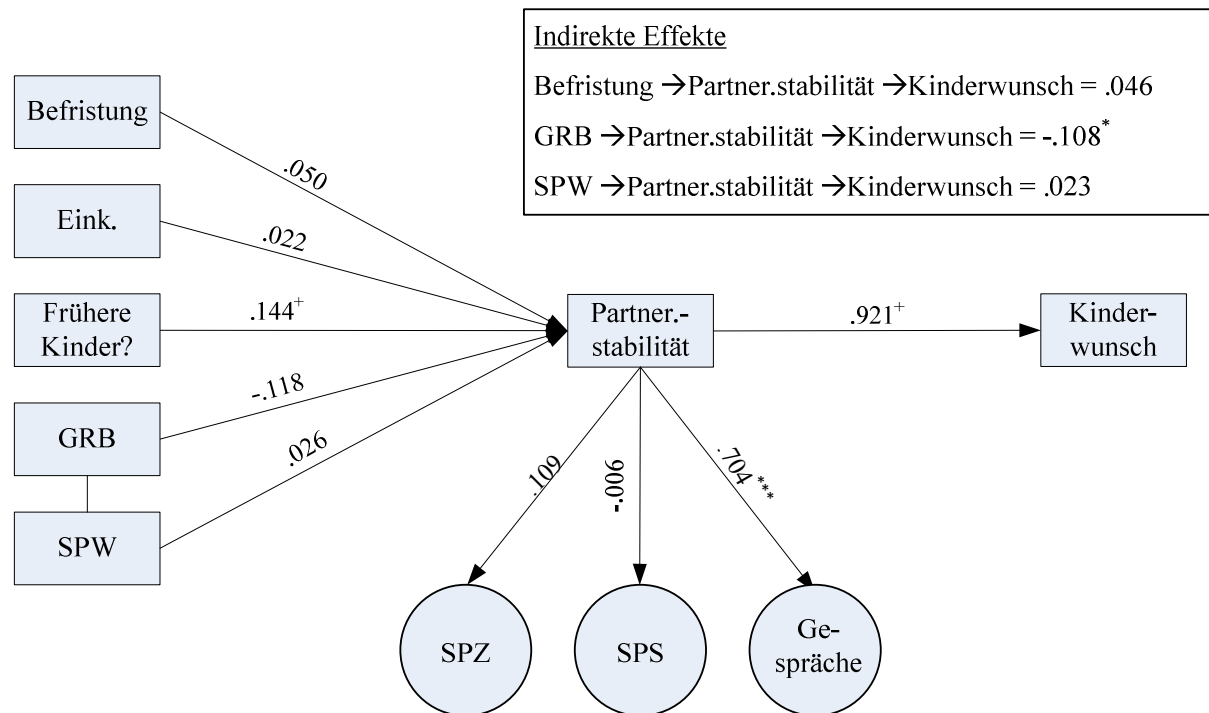 Indirekte Effekte
Befristung →Partner.stabilität →Kinderwunsch = .046
GRB →Partner.stabilität →Kinderwunsch = -.108*
SPW →Partner.stabilität →Kinderwunsch = .023
Befristung
.050
Eink.
.022
Frühere
Kinder?
.144+
Partner.-
stabilität
.921+
Kinder-
wunsch
GRB
-.118
SPW
.026
.109
-.006
.704***
SPZ
SPS
Ge-
spräche